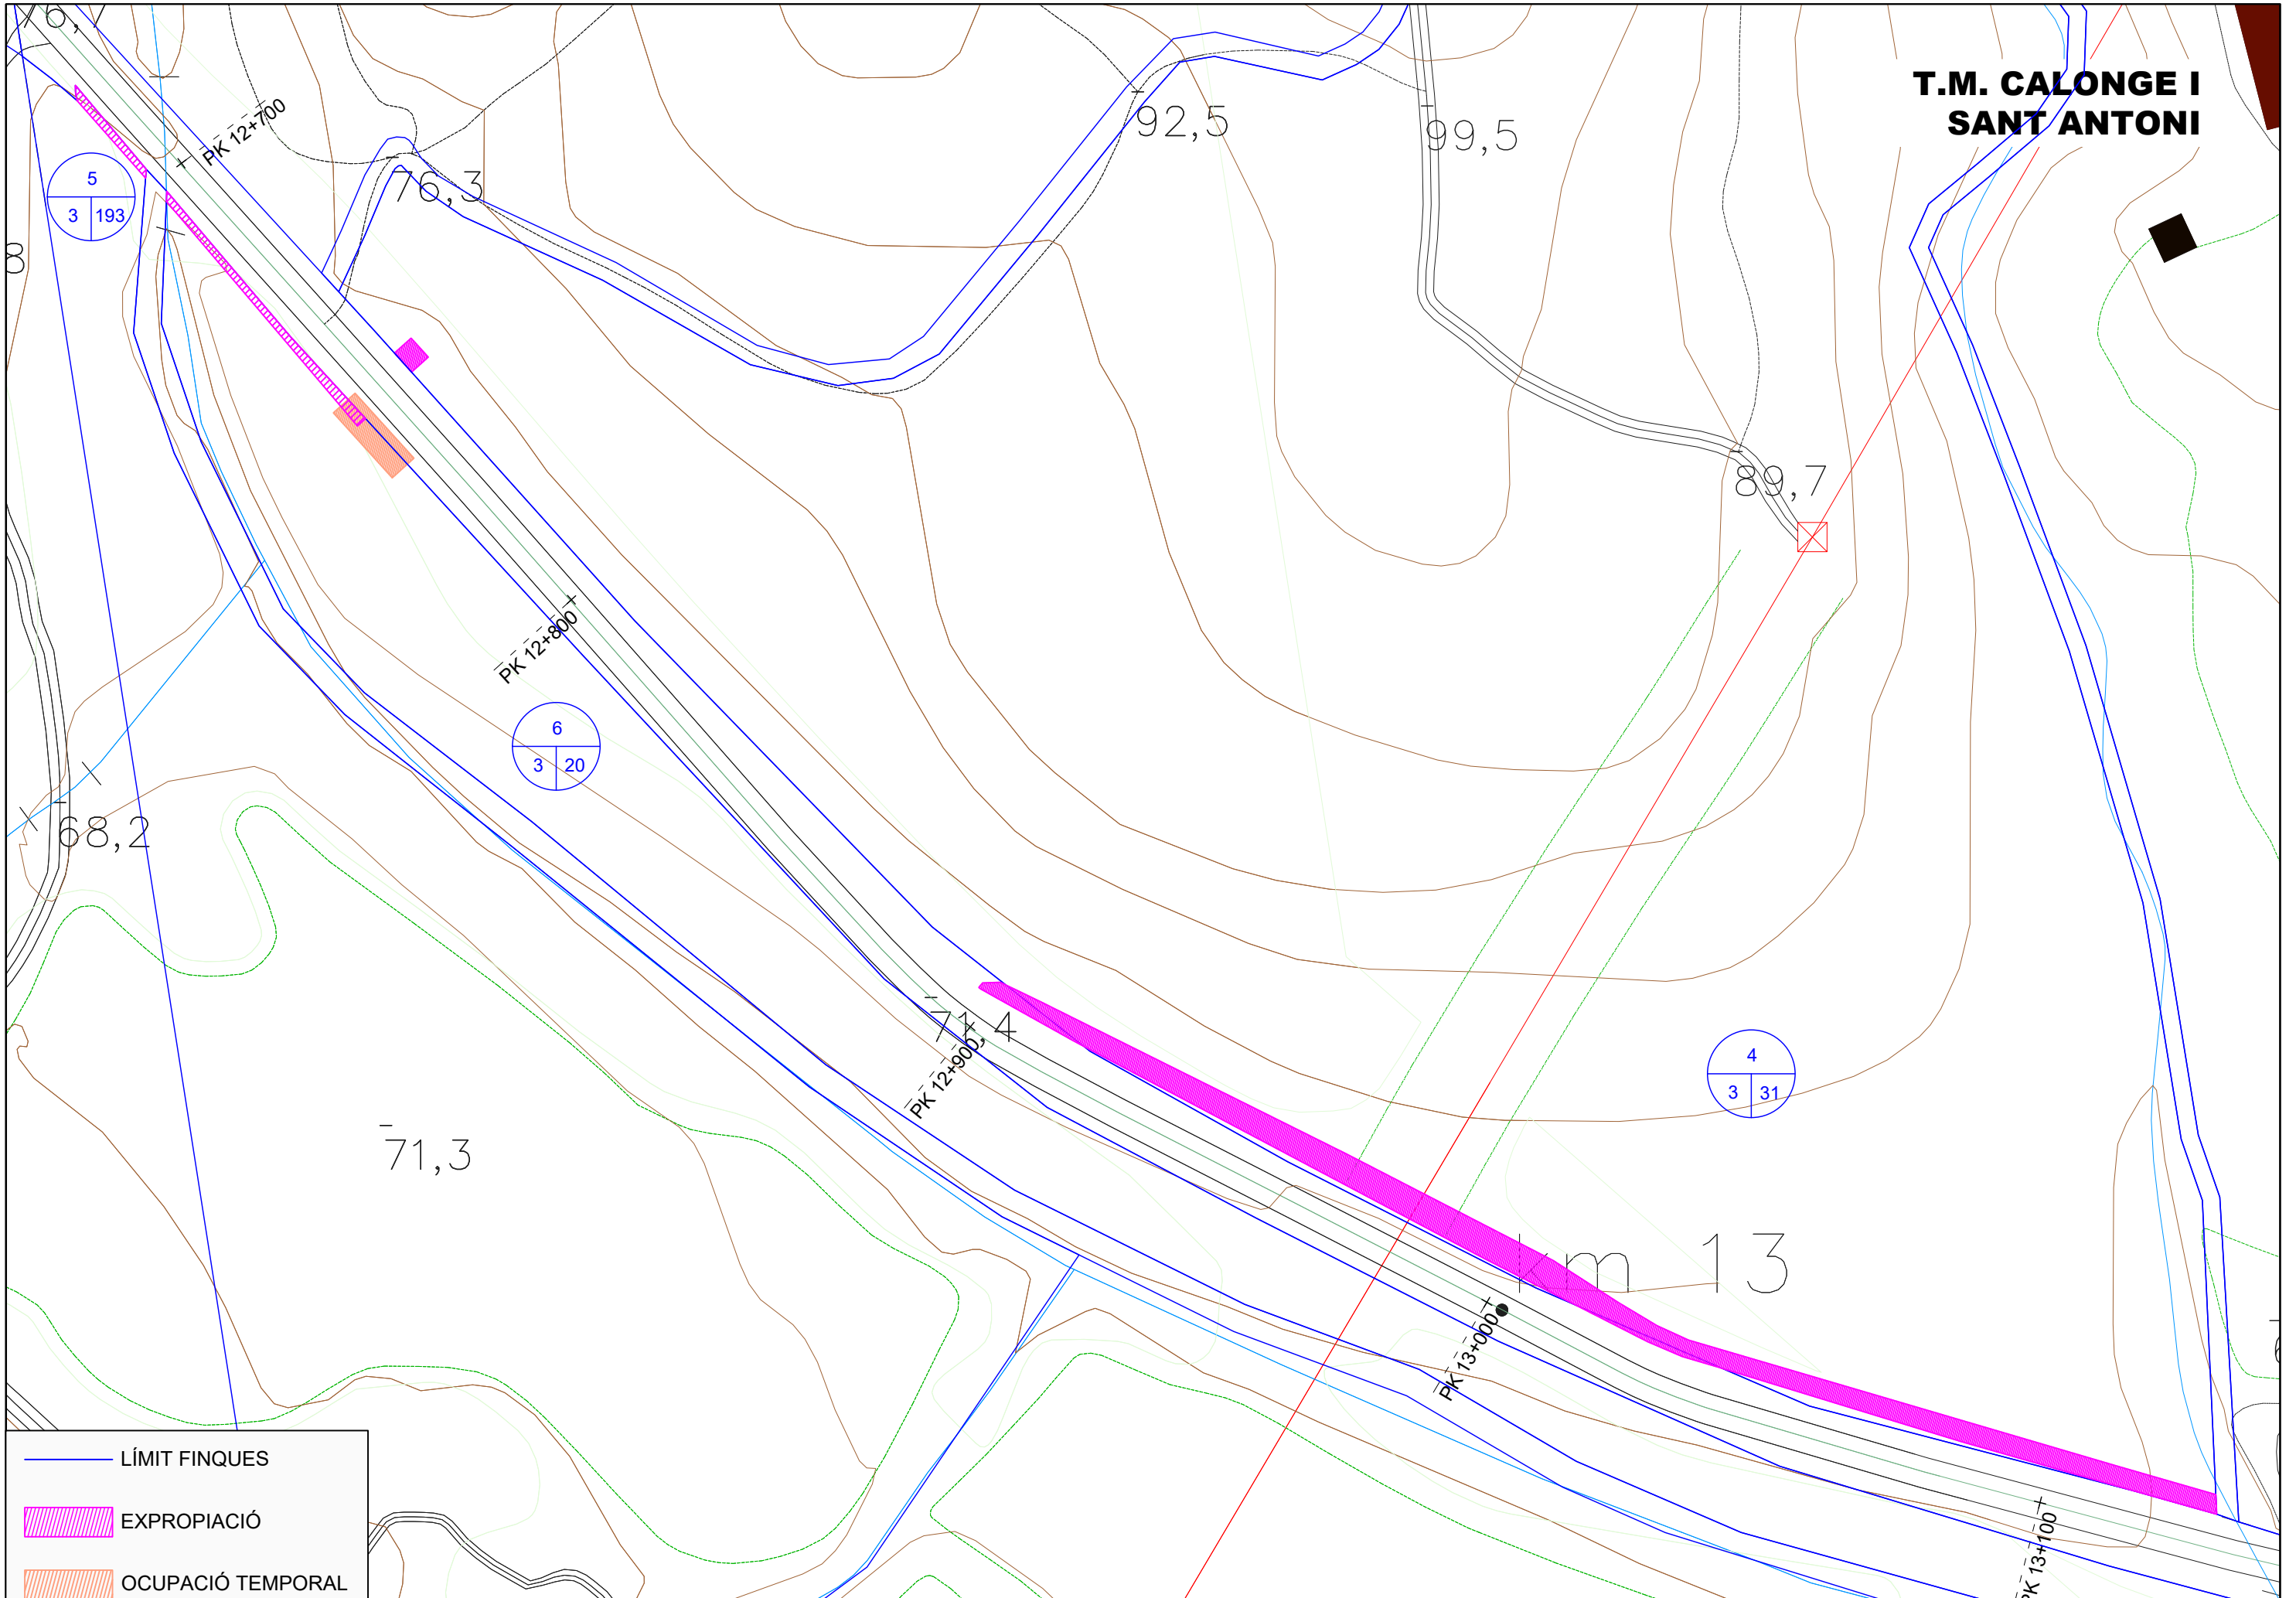 T.M. CALONGE I
SANT ANTONI
PK 12+700
92,5
99,5
76,3
5
3 193
8
89,7
PK 12+800
6
3 20
68,2
71,4
PK 12+900
4
3 31
71,3
km 13
PK 13+000
PK 13+100
LÍMIT FINQUES
EXPROPIACIÓ
OCUPACIÓ TEMPORAL